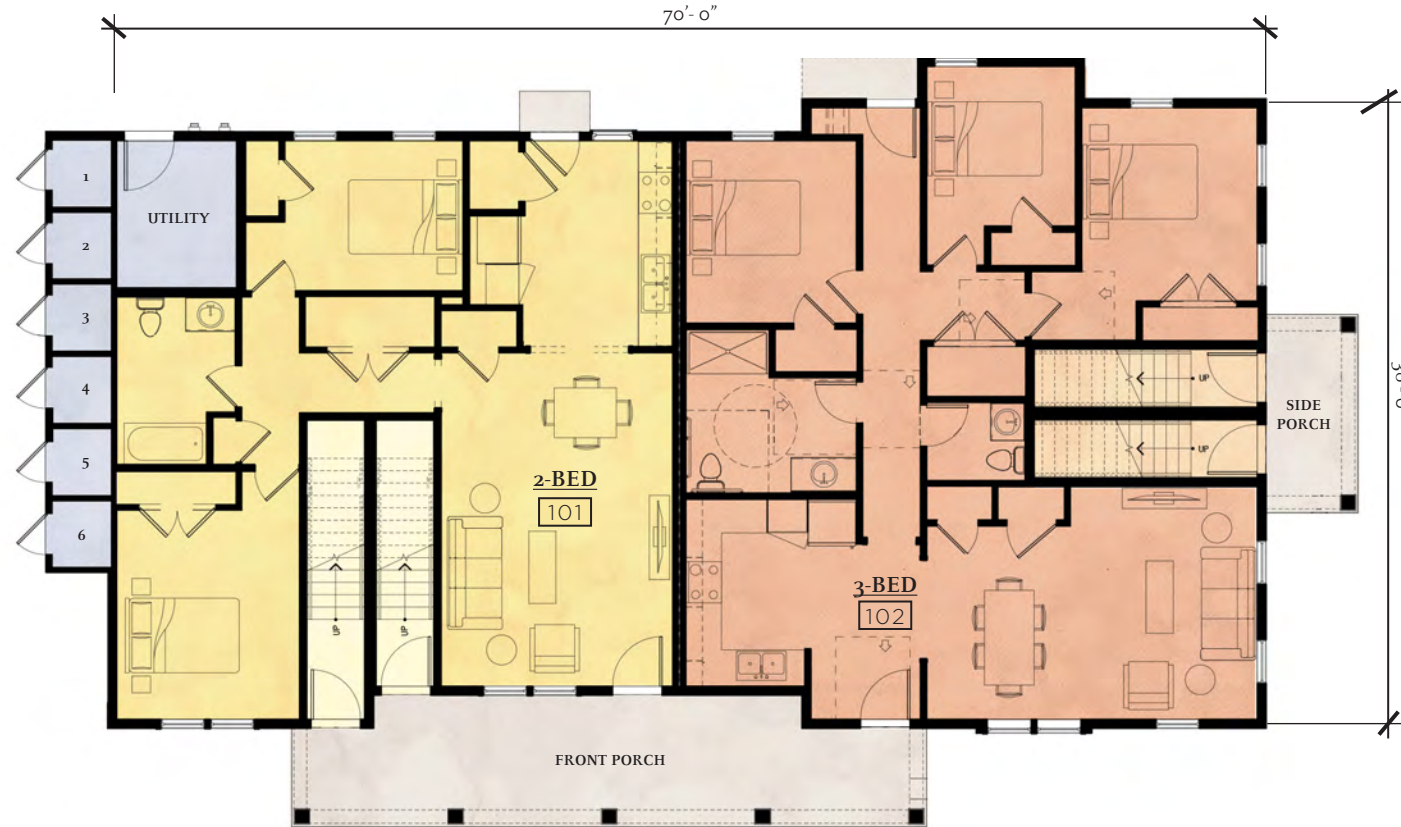 70'- 0"
1
UTILITY
2
3
4
5
6
2-BED
101
3-BED
102
UP
UP
UP
UP
SIDE
PORCH
FRONT PORCH